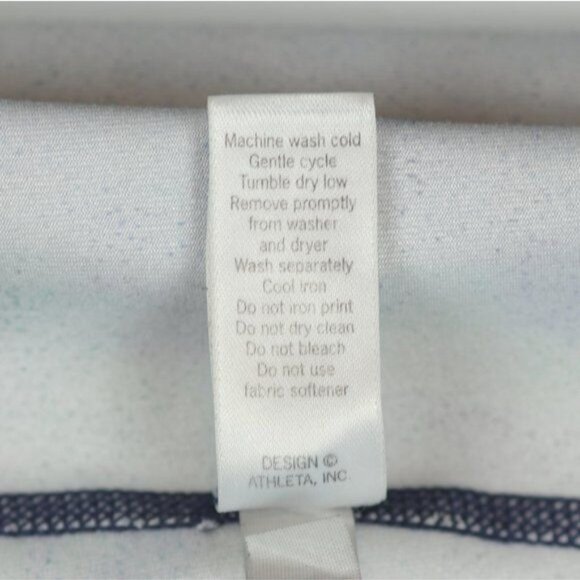 Machine wash cold
Gentle cycle
Tumble dry low
Remove promptly
from washer
and dryer
Wash separately
Cool iron
Do not iron print
Do not dry clean
Do not bleach
Do not use
fabric softener
DESIGN ©
ATHLETA, INC.